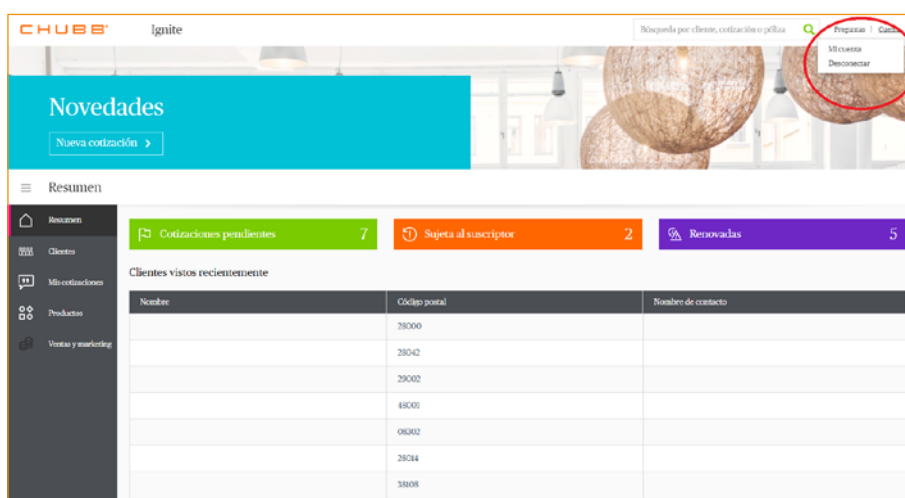 CHUBB® Ignite Búsqueda por cliente, cotización o póliza Preguntas |
Mi cuenta
Desconectar
Novedades
Nueva cotización >
Resumen
Resumen
Clientes
Mis cotizaciones
Productos
Ventas y marketing
Cotizaciones pendientes 7
Sujeta al suscriptor 2
Renovadas 5
Clientes vistos recientemente
Nombre Código postal Nombre de contacto
28000
28042
29002
48001
08302
28014
38108